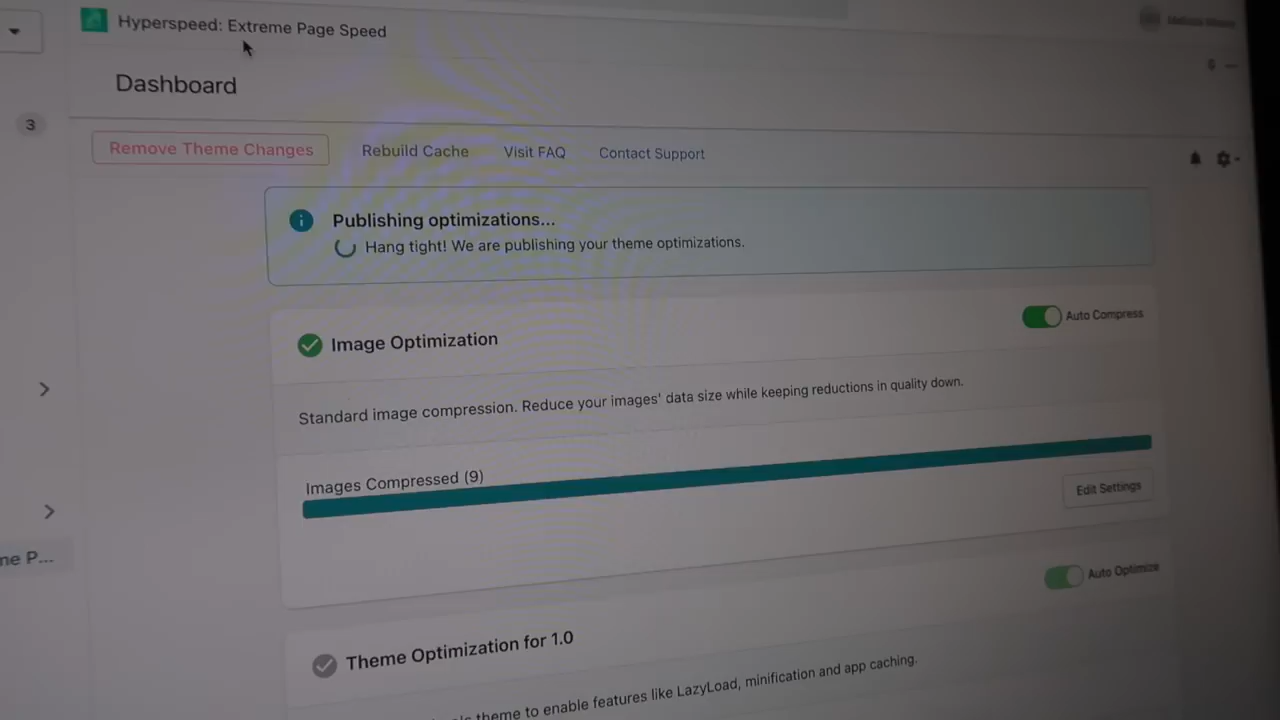 Hyperspeed: Extreme Page Speed
Dashboard
3
Remove Theme Changes
Rebuild Cache
Visit FAQ
Contact Support
Publishing optimizations...
Hang tight! We are publishing your theme optimizations.
Image Optimization
Auto Compress
Standard image compression. Reduce your images' data size while keeping reductions in quality down.
Images Compressed (9)
Edit Settings
me P...
Auto Optimize
Theme Optimization for 1.0
theme to enable features like LazyLoad, minification and app caching.